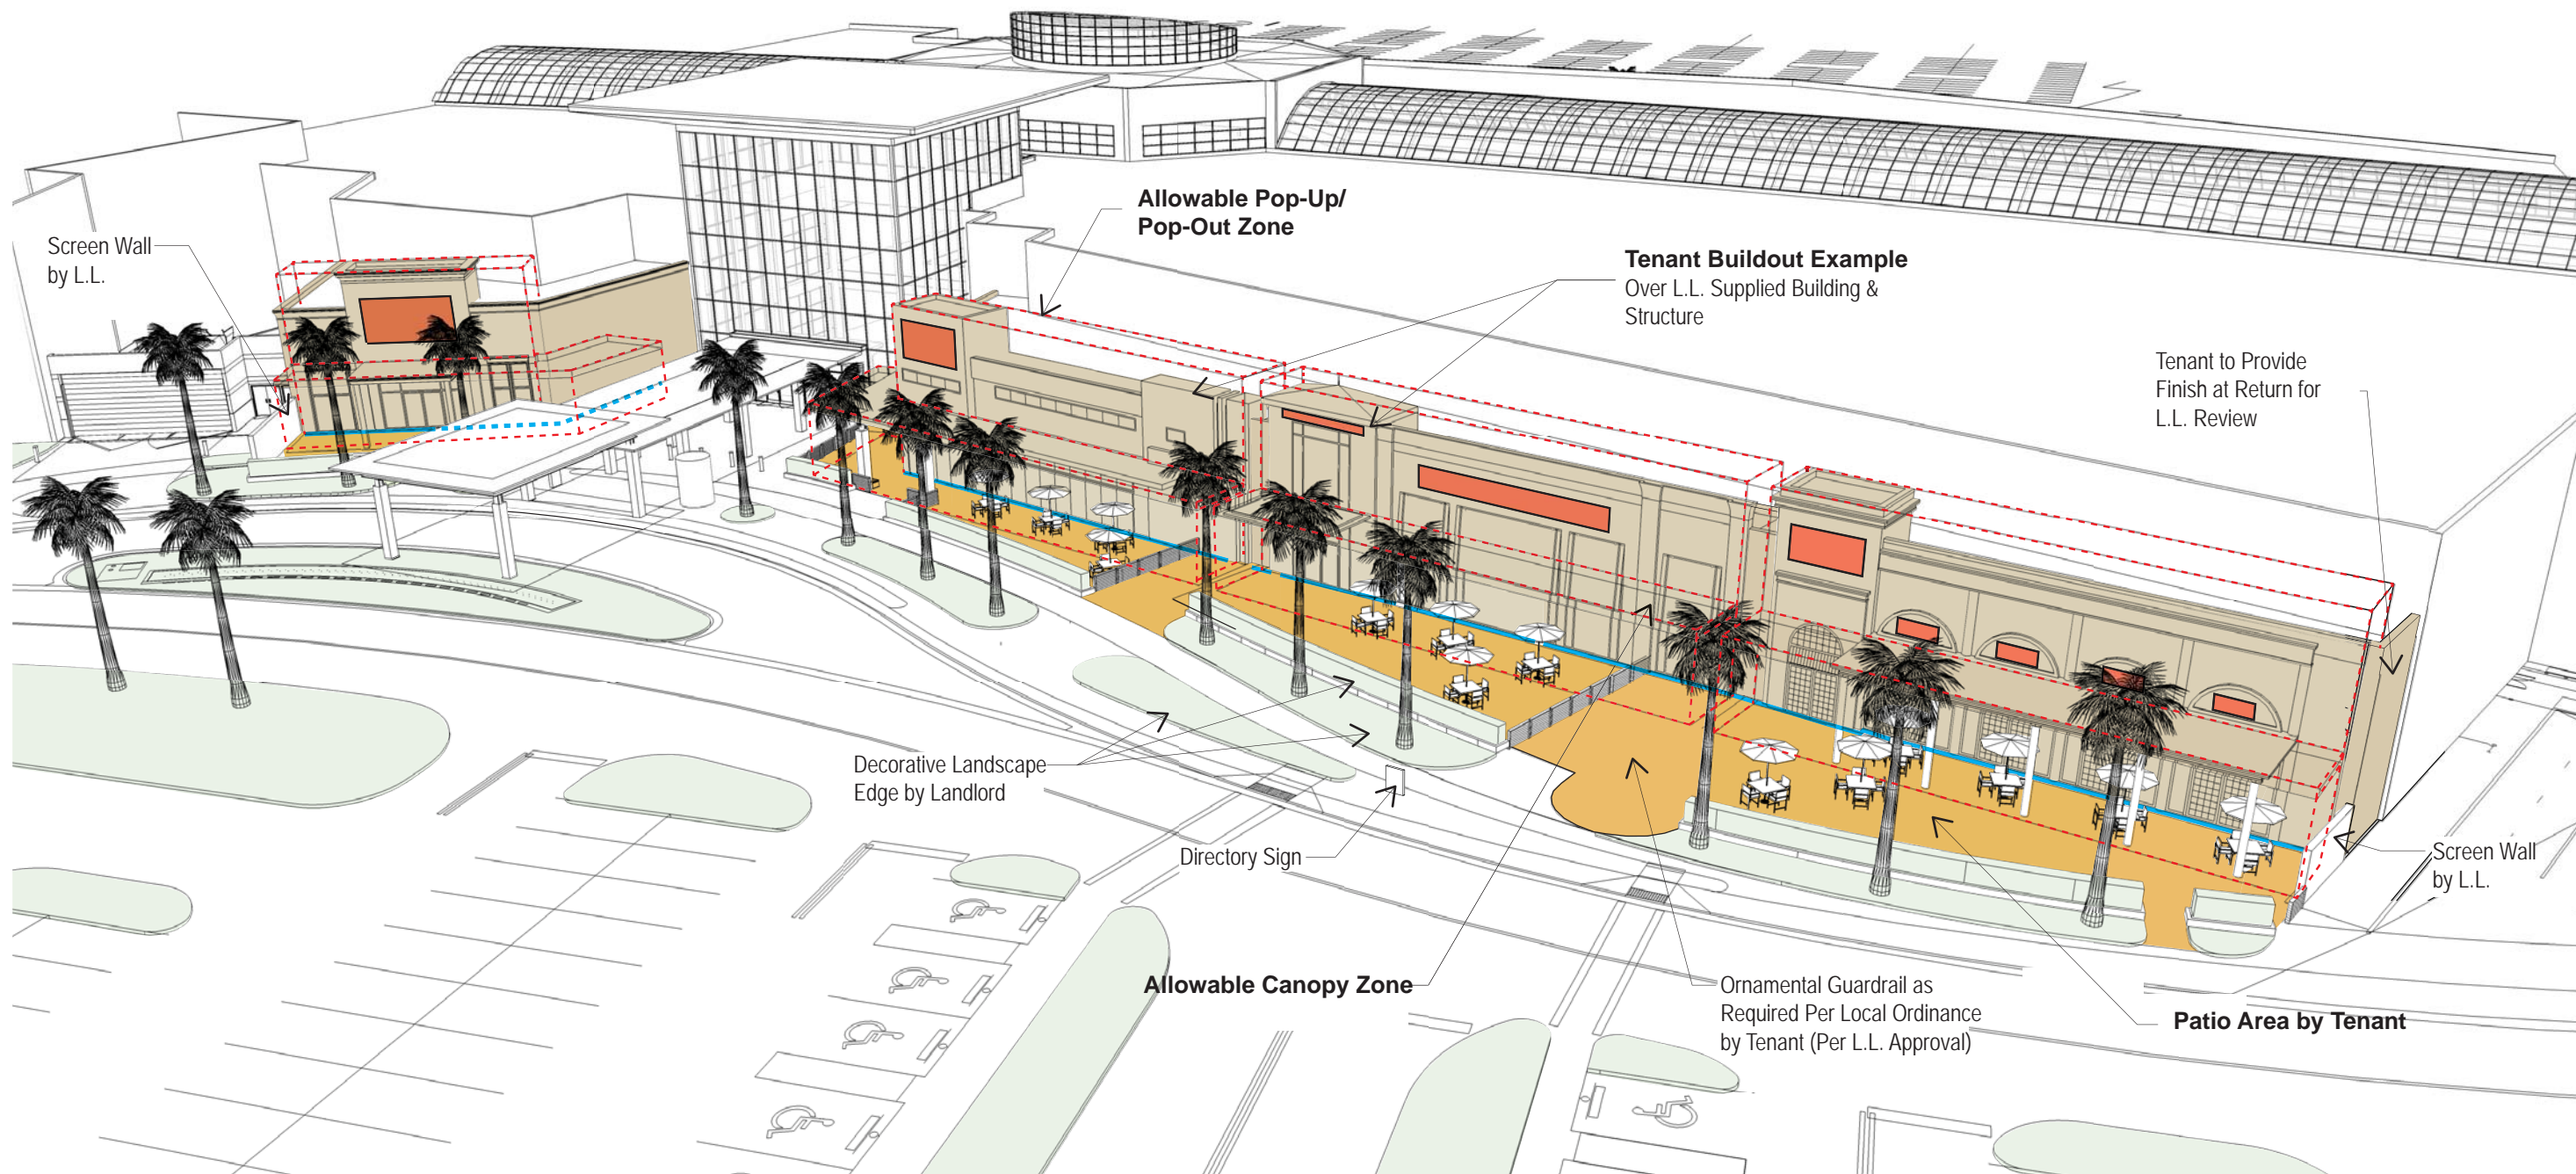 Allowable Pop-Up/
Pop-Out Zone
Screen Wall
by L.L.
Tenant Buildout Example
Over L.L. Supplied Building &
Structure
Tenant to Provide
Finish at Return for
L.L. Review
Decorative Landscape
Edge by Landlord
Directory Sign
Screen Wall
by L.L.
Allowable Canopy Zone
Ornamental Guardrail as
Required Per Local Ordinance
by Tenant (Per L.L. Approval)
Patio Area by Tenant